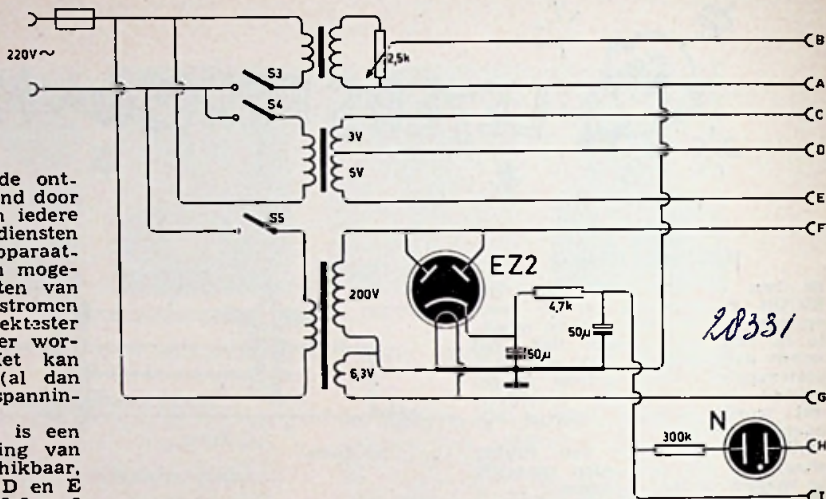 220V~
S3
S4
S5
2,5k
B
A
C
D
E
F
3V
5V
200V
6,3V
EZ2
4,7k
50µ
50µ
28331
G
N
300k
H
I
de ont-
nd door
n iedere
diensten
pparaat-
n moge-
ten van
stromen
ektester
er wor-
et kan
(al dan
spannin-
is een
ing van
hikbaar,
D en E